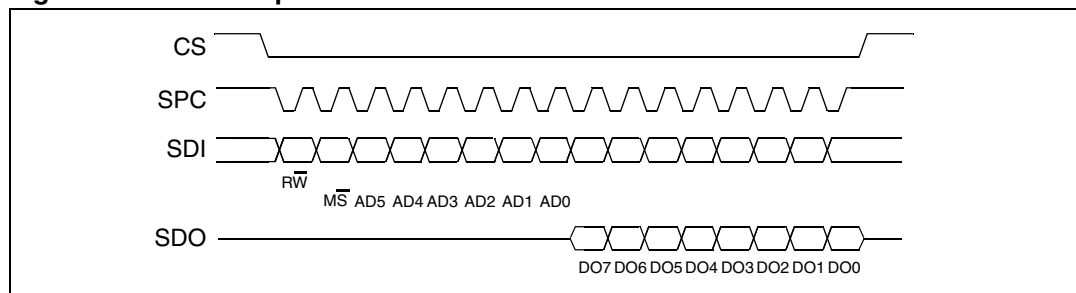 CS
SPC
SDI
RW̅
MS̅ AD5 AD4 AD3 AD2 AD1 AD0
SDO
DO7 DO6 DO5 DO4 DO3 DO2 DO1 DO0